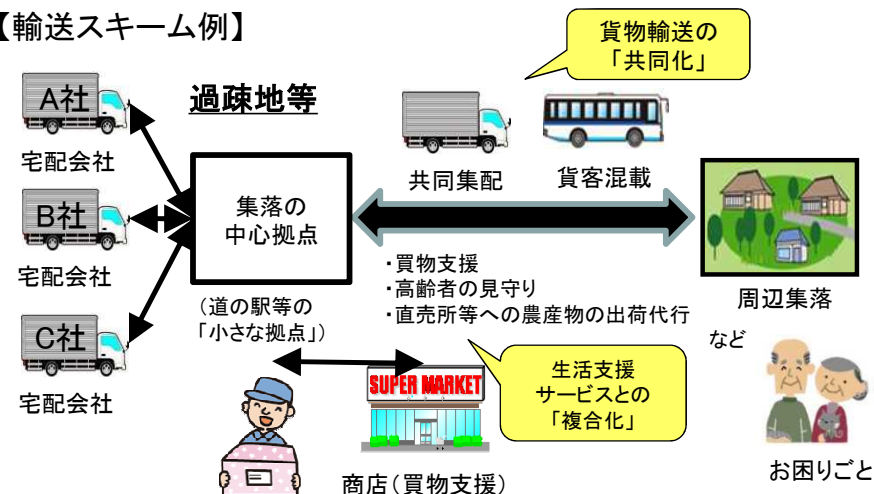 【輸送スキーム例】
貨物輸送の
「共同化」
A社
宅配会社
過疎地等
B社
宅配会社
C社
宅配会社
集落の
中心拠点
(道の駅等の
「小さな拠点」)
共同集配
貨客混載
・買物支援
・高齢者の見守り
・直売所等への農産物の出荷代行
など
周辺集落
SUPER MARKET
商店(買物支援)
生活支援
サービスとの
「複合化」
お困りごと